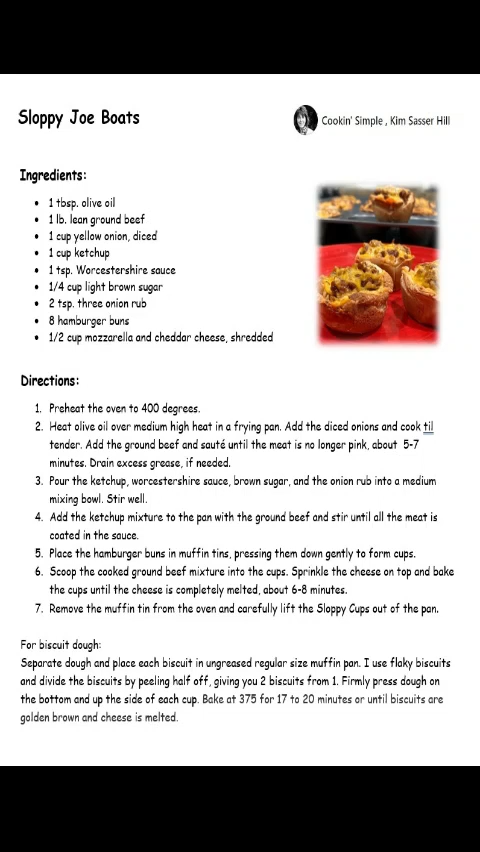 Sloppy Joe Boats
Cookin' Simple , Kim Sasser Hill
Ingredients:
• 1 tbsp. olive oil
• 1 lb. lean ground beef
• 1 cup yellow onion, diced
• 1 cup ketchup
• 1 tsp. Worcestershire sauce
• 1/4 cup light brown sugar
• 2 tsp. three onion rub
• 8 hamburger buns
• 1/2 cup mozzarella and cheddar cheese, shredded
Directions:
1. Preheat the oven to 400 degrees.
2. Heat olive oil over medium high heat in a frying pan. Add the diced onions and cook til
tender. Add the ground beef and sauté until the meat is no longer pink, about 5-7
minutes. Drain excess grease, if needed.
3. Pour the ketchup, worcestershire sauce, brown sugar, and the onion rub into a medium
mixing bowl. Stir well.
4. Add the ketchup mixture to the pan with the ground beef and stir until all the meat is
coated in the sauce.
5. Place the hamburger buns in muffin tins, pressing them down gently to form cups.
6. Scoop the cooked ground beef mixture into the cups. Sprinkle the cheese on top and bake
the cups until the cheese is completely melted, about 6-8 minutes.
7. Remove the muffin tin from the oven and carefully lift the Sloppy Cups out of the pan.
For biscuit dough:
Separate dough and place each biscuit in ungreased regular size muffin pan. I use flaky biscuits
and divide the biscuits by peeling half off, giving you 2 biscuits from 1. Firmly press dough on
the bottom and up the side of each cup. Bake at 375 for 17 to 20 minutes or until biscuits are
golden brown and cheese is melted.